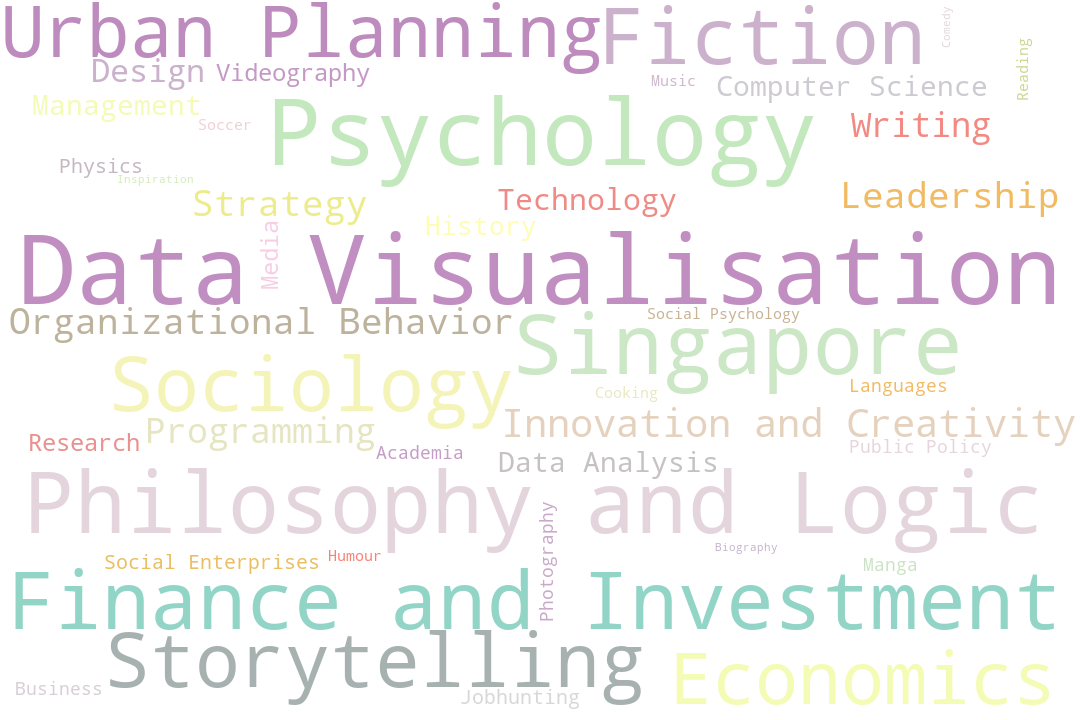 Urban Planning
Fiction
Comedy
Design
Videography
Music
Computer Science
Reading
Management
Soccer
Psychology
Writing
Physics
Inspiration
Strategy
Technology
Leadership
History
Media
Data Visualisation
Organizational Behavior
Social Psychology
Singapore
Sociology
Cooking
Languages
Programming
Innovation and Creativity
Research
Academia
Data Analysis
Public Policy
Philosophy and Logic
Photography
Biography
Social Enterprises
Humour
Manga
Finance and Investment
Storytelling
Economics
Business
Jobhunting